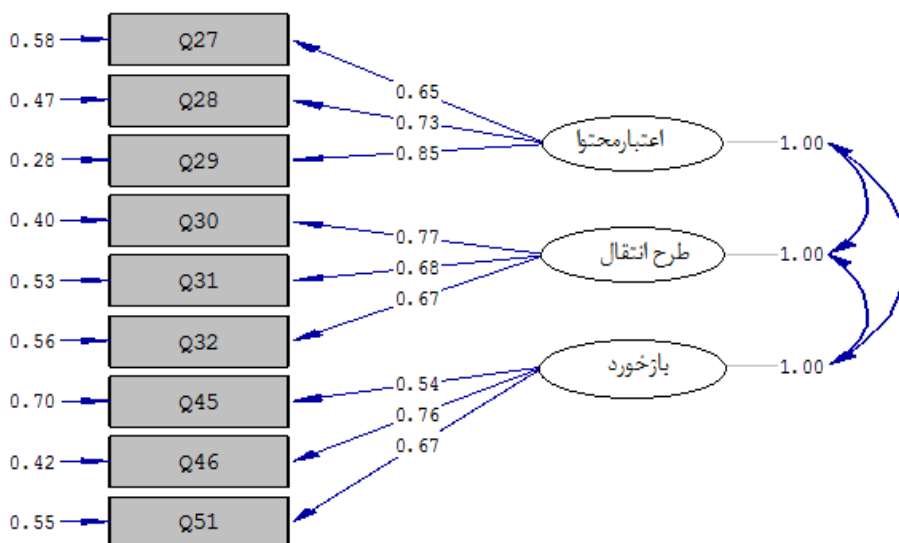 0.58 Q27
0.47 Q28
0.28 Q29
0.40 Q30
0.53 Q31
0.56 Q32
0.70 Q45
0.42 Q46
0.55 Q51
0.65
0.73
0.85
0.77
0.68
0.67
0.54
0.76
0.67
اعتبارمحتوا
1.00
طرح انتقال
1.00
بازخورد
1.00